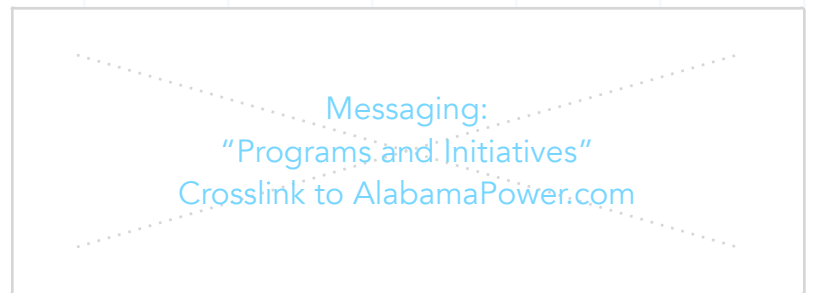 Messaging:
“Programs and Initiatives“
Crosslink to AlabamaPower.com